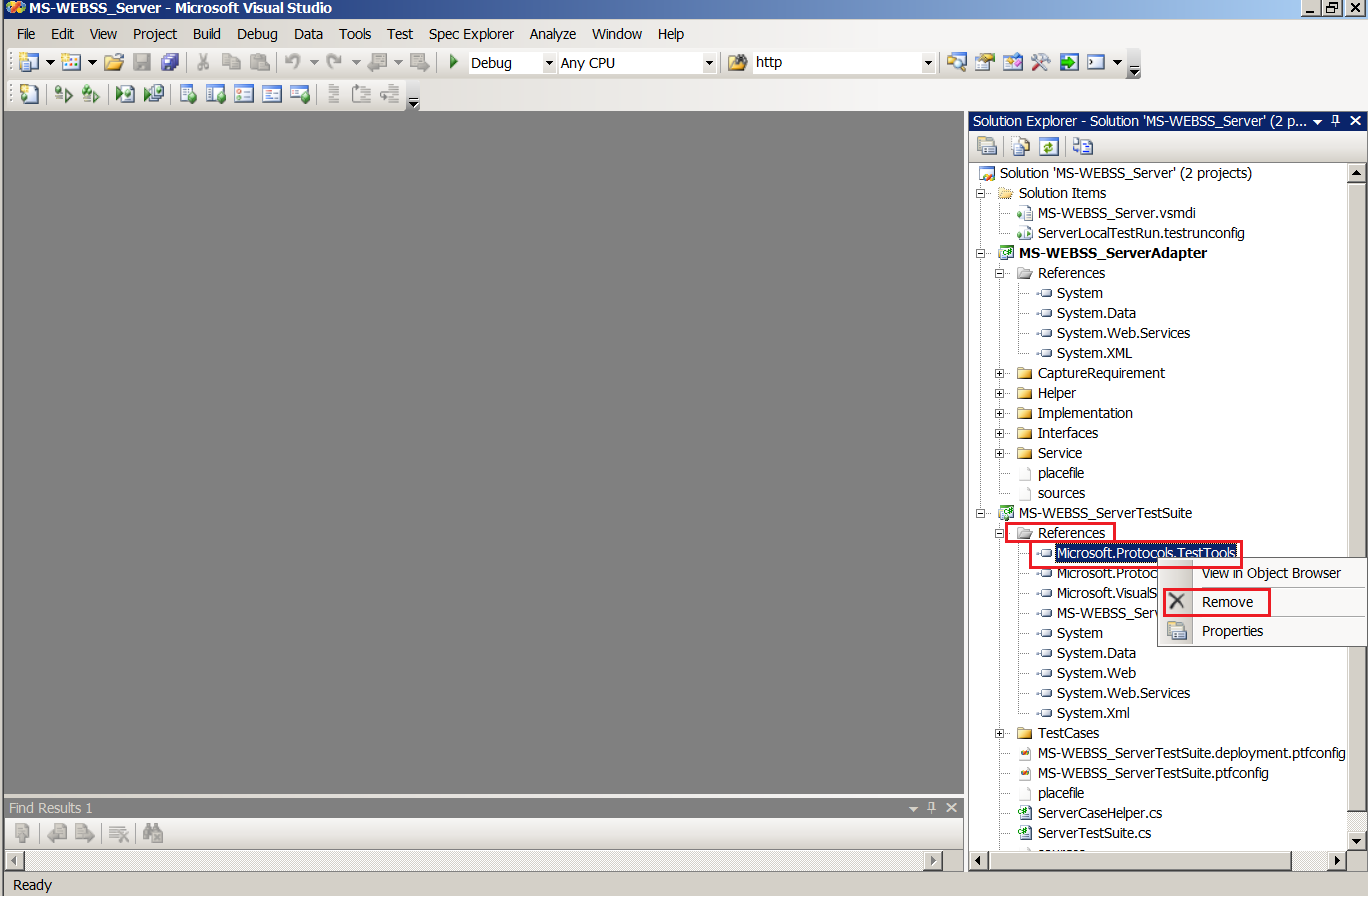 MS-WEBSS_Server - Microsoft Visual Studio
File Edit View Project Build Debug Data Tools Test Spec Explorer Analyze Window Help
Debug Any CPU http
Solution Explorer - Solution 'MS-WEBSS_Server' (2 p...
Solution 'MS-WEBSS_Server' (2 projects)
Solution Items
MS-WEBSS_Server.vsmdi
ServerLocalTestRun.testrunconfig
MS-WEBSS_ServerAdapter
References
System
System.Data
System.Web.Services
System.XML
CaptureRequirement
Helper
Implementation
Interfaces
Service
placefile
sources
MS-WEBSS_ServerTestSuite
References
Microsoft.Protocols.TestTools
Microsoft.Protoc
View in Object Browser
Microsoft.VisualS
Remove
MS-WEBSS_Serv
System
Properties
System.Data
System.Web
System.Web.Services
System.Xml
TestCases
MS-WEBSS_ServerTestSuite.deployment.ptfconfig
MS-WEBSS_ServerTestSuite.ptfconfig
placefile
ServerCaseHelper.cs
ServerTestSuite.cs
Find Results 1
Ready